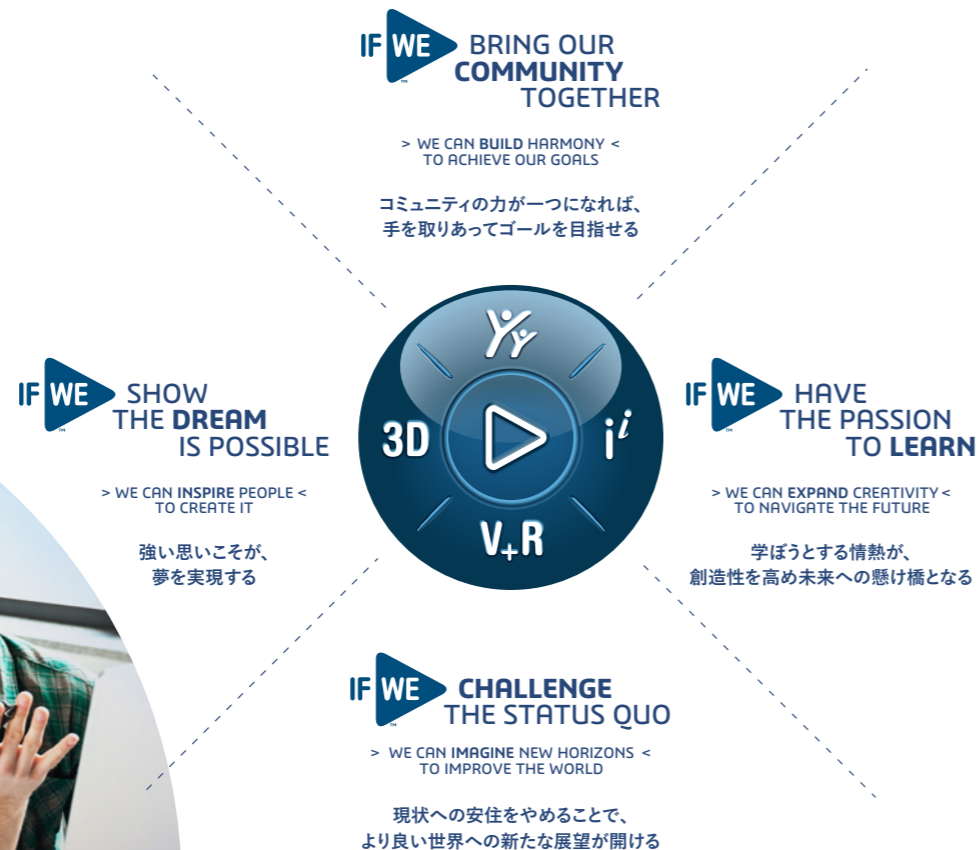 IF WE BRING OUR
COMMUNITY
TOGETHER
TM
> WE CAN BUILD HARMONY <
TO ACHIEVE OUR GOALS
コミュニティの力が一つになれば、
手を取りあってゴールを目指せる
IF WE SHOW
THE DREAM
IS POSSIBLE
TM
> WE CAN INSPIRE PEOPLE <
TO CREATE IT
強い思いこそが、
夢を実現する
3D
i i
V+R
IF WE HAVE
THE PASSION
TO LEARN
TM
> WE CAN EXPAND CREATIVITY <
TO NAVIGATE THE FUTURE
学ぼうとする情熱が、
創造性を高め未来への懸け橋となる
IF WE CHALLENGE
THE STATUS QUO
TM
> WE CAN IMAGINE NEW HORIZONS <
TO IMPROVE THE WORLD
現状への安住をやめることで、
より良い世界への新たな展望が開ける